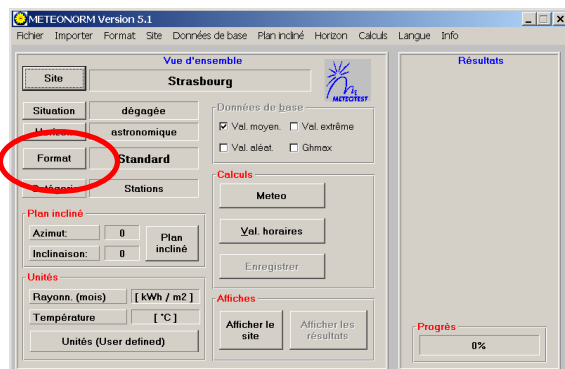 METEONORM Version 5.1
Fichier Importer Format Site Données de base Plan incliné Horizon Calculs Langue Info
Vue d'ensemble
Site Strasbourg
METEOTEST
Situation dégagée
Horizon astronomique
Format Standard
Catégorie Stations
Données de base
Val. moyen. Val. extrême
Val. aléat. Ghmax
Plan incliné
Azimut: 0
Inclinaison: 0
Plan incliné
Calculs
Meteo
Val. horaires
Enregistrer
Unités
Rayonn. (mois) [kWh / m2]
Température [°C]
Unités (User defined)
Affiches
Afficher le site
Afficher les résultats
Résultats
Progrès
0%